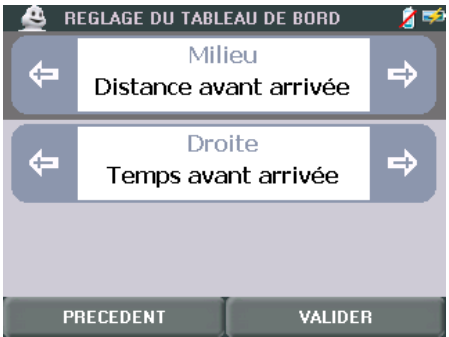 REGLAGE DU TABLEAU DE BORD
Milieu
Distance avant arrivée
Droite
Temps avant arrivée
PRECEDENT
VALIDER